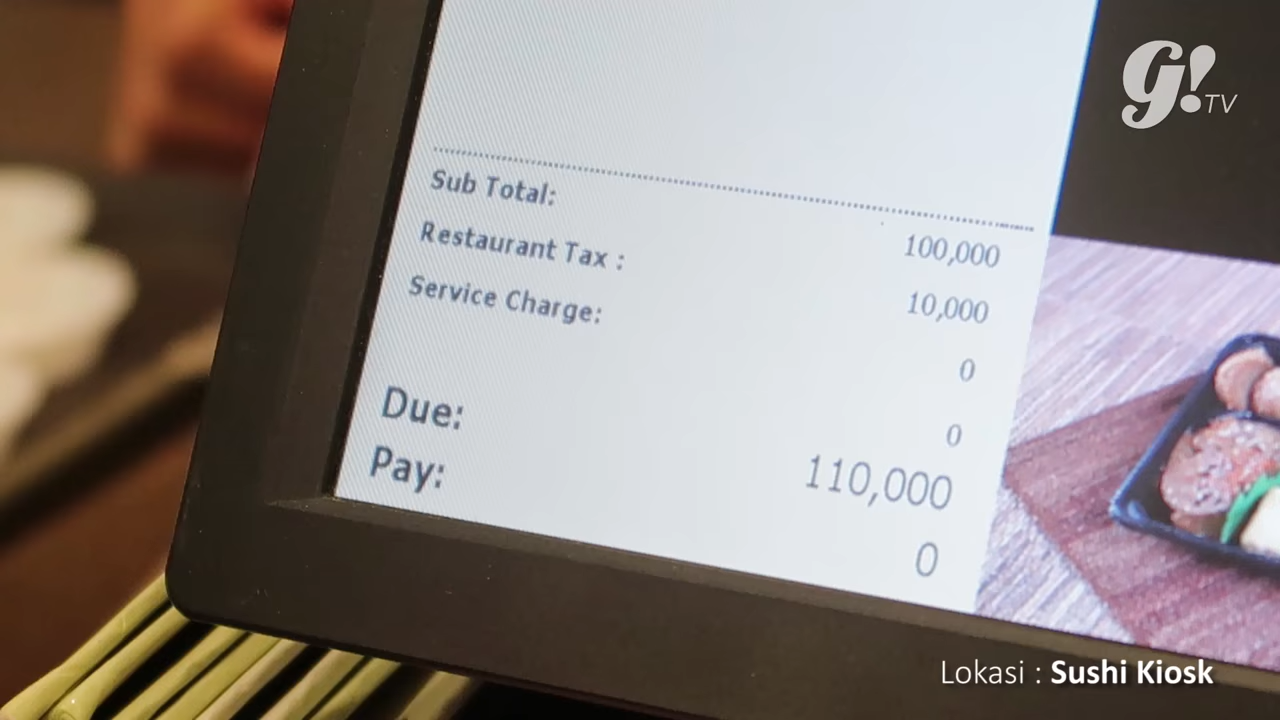 g! TV
Sub Total: 100,000
Restaurant Tax : 10,000
Service Charge: 0
0
Due: 110,000
Pay: 0
Lokasi : Sushi Kiosk